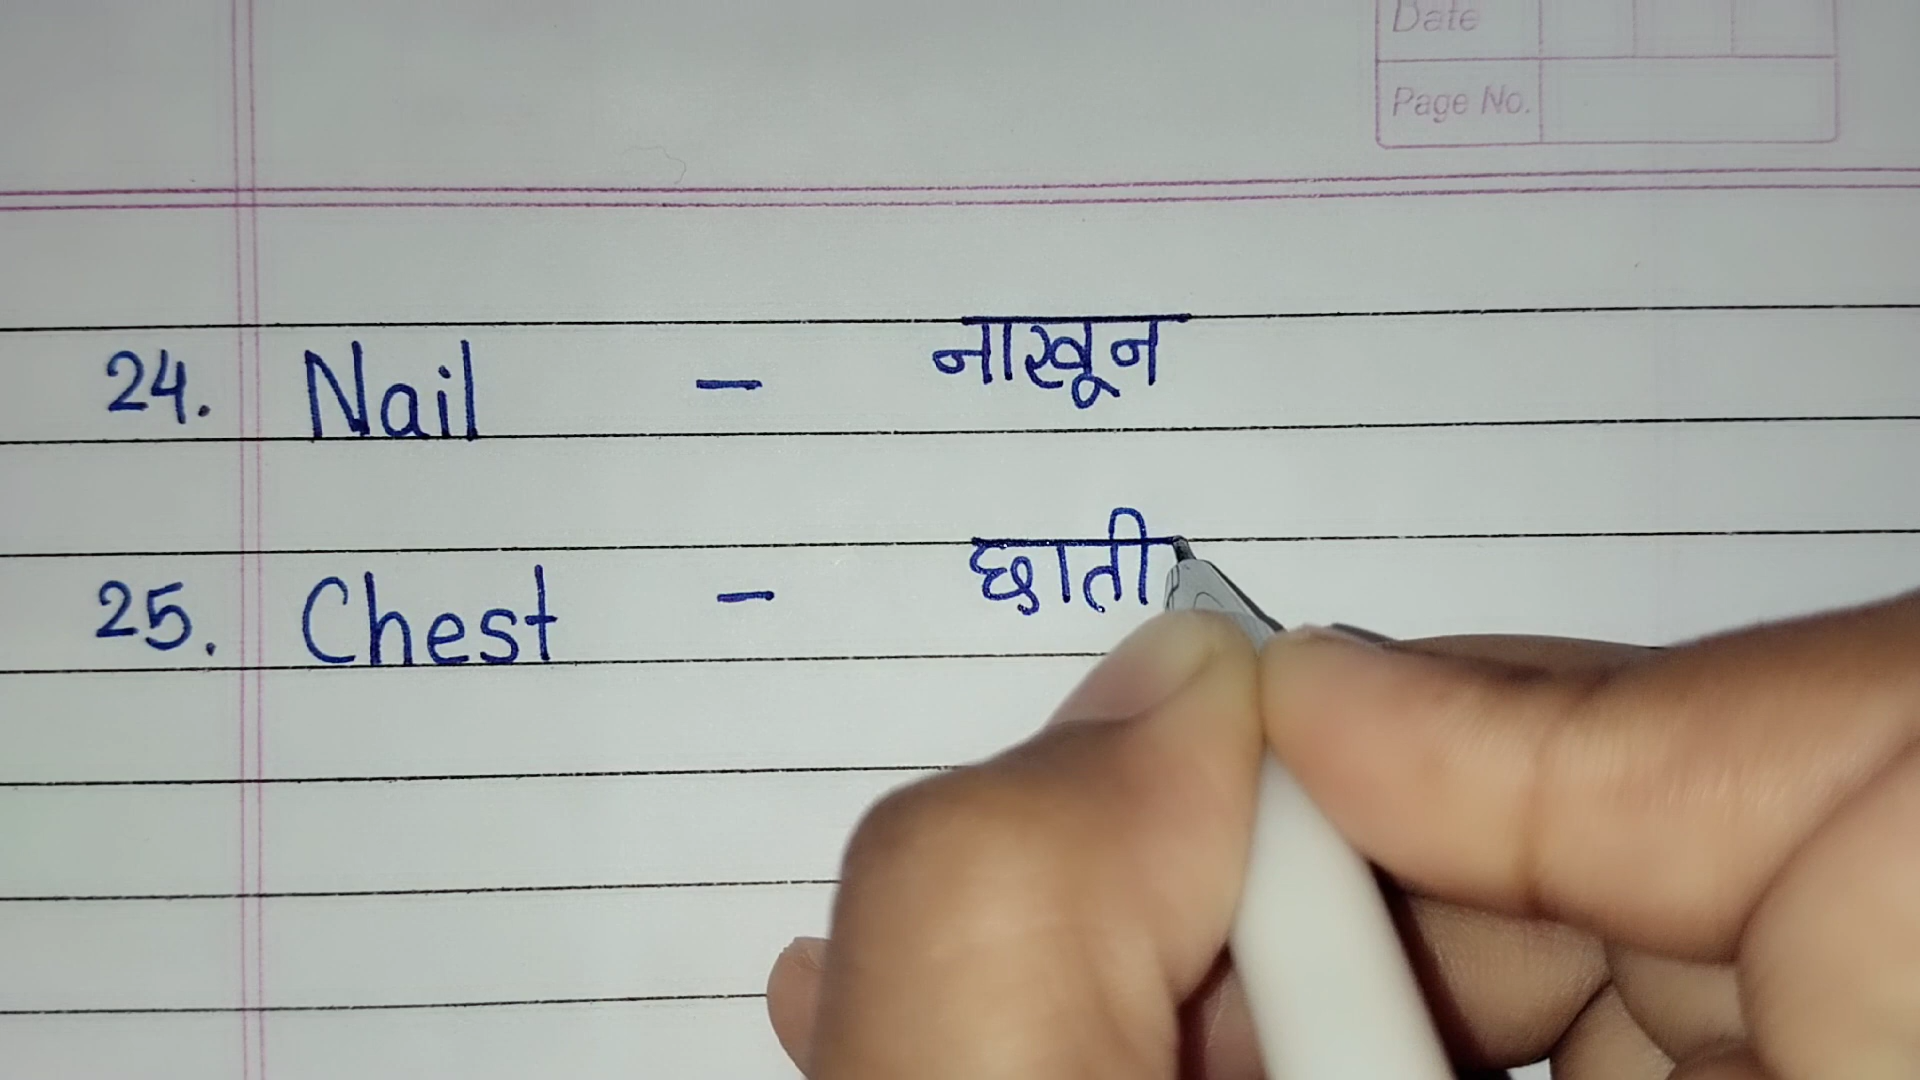 Date
Page No.
24. Nail - नाखून
25. Chest - छाती